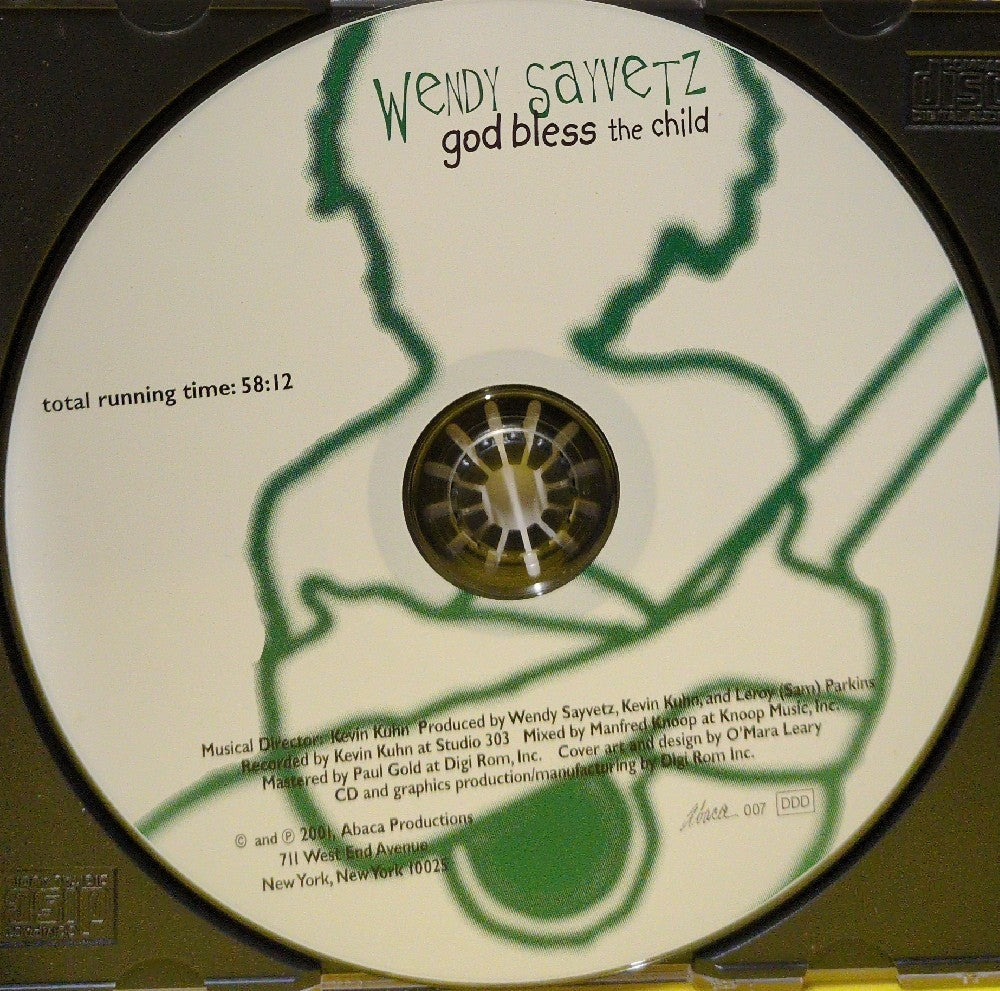 Wendy Sayvetz
god bless the child
total running time: 58:12
Musical Director: Kevin Kuhn Produced by Wendy Sayvetz, Kevin Kuhn, and Leroy (Sam) Parkins
Recorded by Kevin Kuhn at Studio 303 Mixed by Manfred Knoop at Knoop Music, Inc.
Mastered by Paul Gold at Digi Rom, Inc. Cover art and design by O'Mara Leary
CD and graphics production/manufacturing by Digi Rom Inc.
© and ℗ 2001, Abaca Productions
711 West End Avenue
New York, New York 10025
Abaca 007 DDD